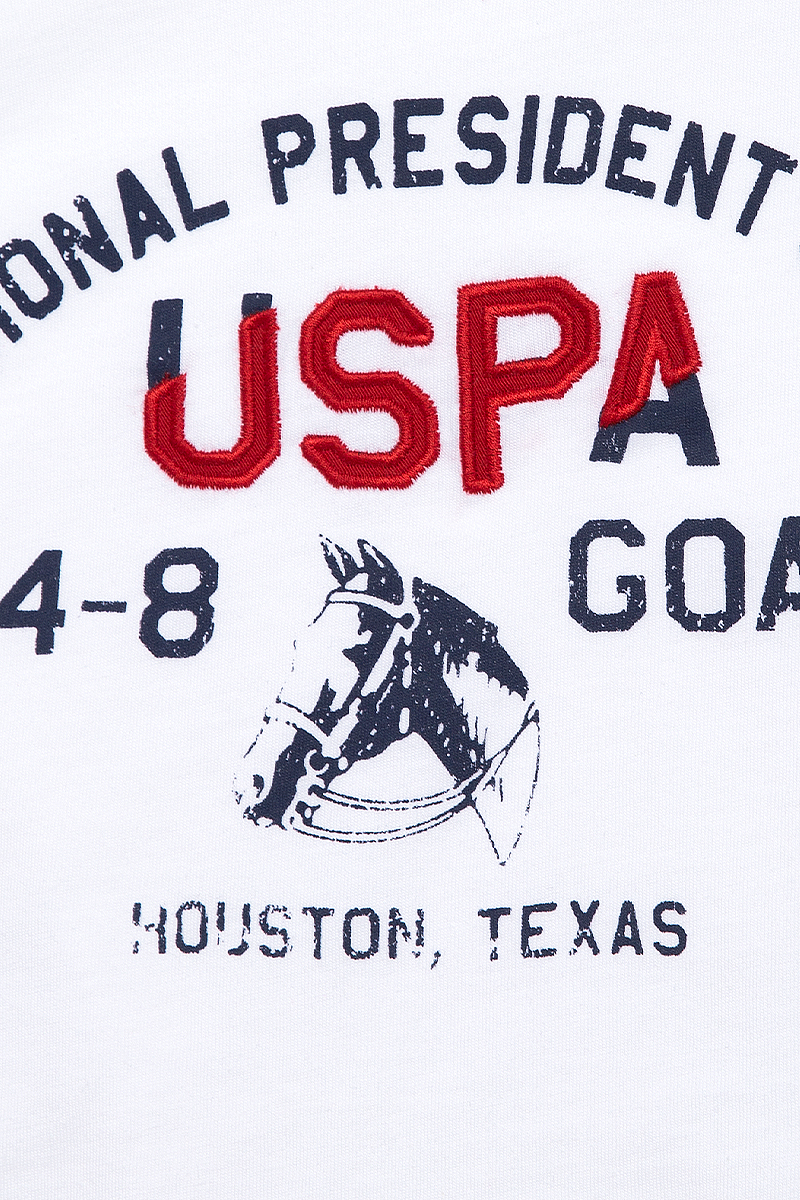 IONAL PRESIDENT
USPA
4-8 GOA
HOUSTON, TEXAS